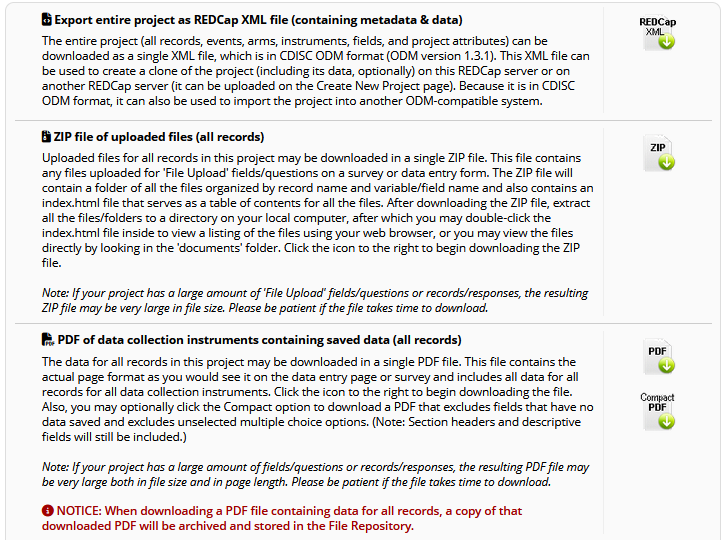 Export entire project as REDCap XML file (containing metadata & data)
The entire project (all records, events, arms, instruments, fields, and project attributes) can be
downloaded as a single XML file, which is in CDISC ODM format (ODM version 1.3.1). This XML file can
be used to create a clone of the project (including its data, optionally) on this REDCap server or on
another REDCap server (it can be uploaded on the Create New Project page). Because it is in CDISC
ODM format, it can also be used to import the project into another ODM-compatible system.
REDCap
XML
ZIP file of uploaded files (all records)
Uploaded files for all records in this project may be downloaded in a single ZIP file. This file contains
any files uploaded for 'File Upload' fields/questions on a survey or data entry form. The ZIP file will
contain a folder of all the files organized by record name and variable/field name and also contains an
index.html file that serves as a table of contents for all the files. After downloading the ZIP file, extract
all the files/folders to a directory on your local computer, after which you may double-click the
index.html file inside to view a listing of the files using your web browser, or you may view the files
directly by looking in the 'documents' folder. Click the icon to the right to begin downloading the ZIP
file.
Note: If your project has a large amount of 'File Upload' fields/questions or records/responses, the resulting
ZIP file may be very large in file size. Please be patient if the file takes time to download.
ZIP
PDF of data collection instruments containing saved data (all records)
The data for all records in this project may be downloaded in a single PDF file. This file contains the
actual page format as you would see it on the data entry page or survey and includes all data for all
records for all data collection instruments. Click the icon to the right to begin downloading the file.
Also, you may optionally click the Compact option to download a PDF that excludes fields that have no
data saved and excludes unselected multiple choice options. (Note: Section headers and descriptive
fields will still be included.)
Note: If your project has a large amount of fields/questions or records/responses, the resulting PDF file may
be very large both in file size and in page length. Please be patient if the file takes time to download.
NOTICE: When downloading a PDF file containing data for all records, a copy of that
downloaded PDF will be archived and stored in the File Repository.
PDF
Compact
PDF